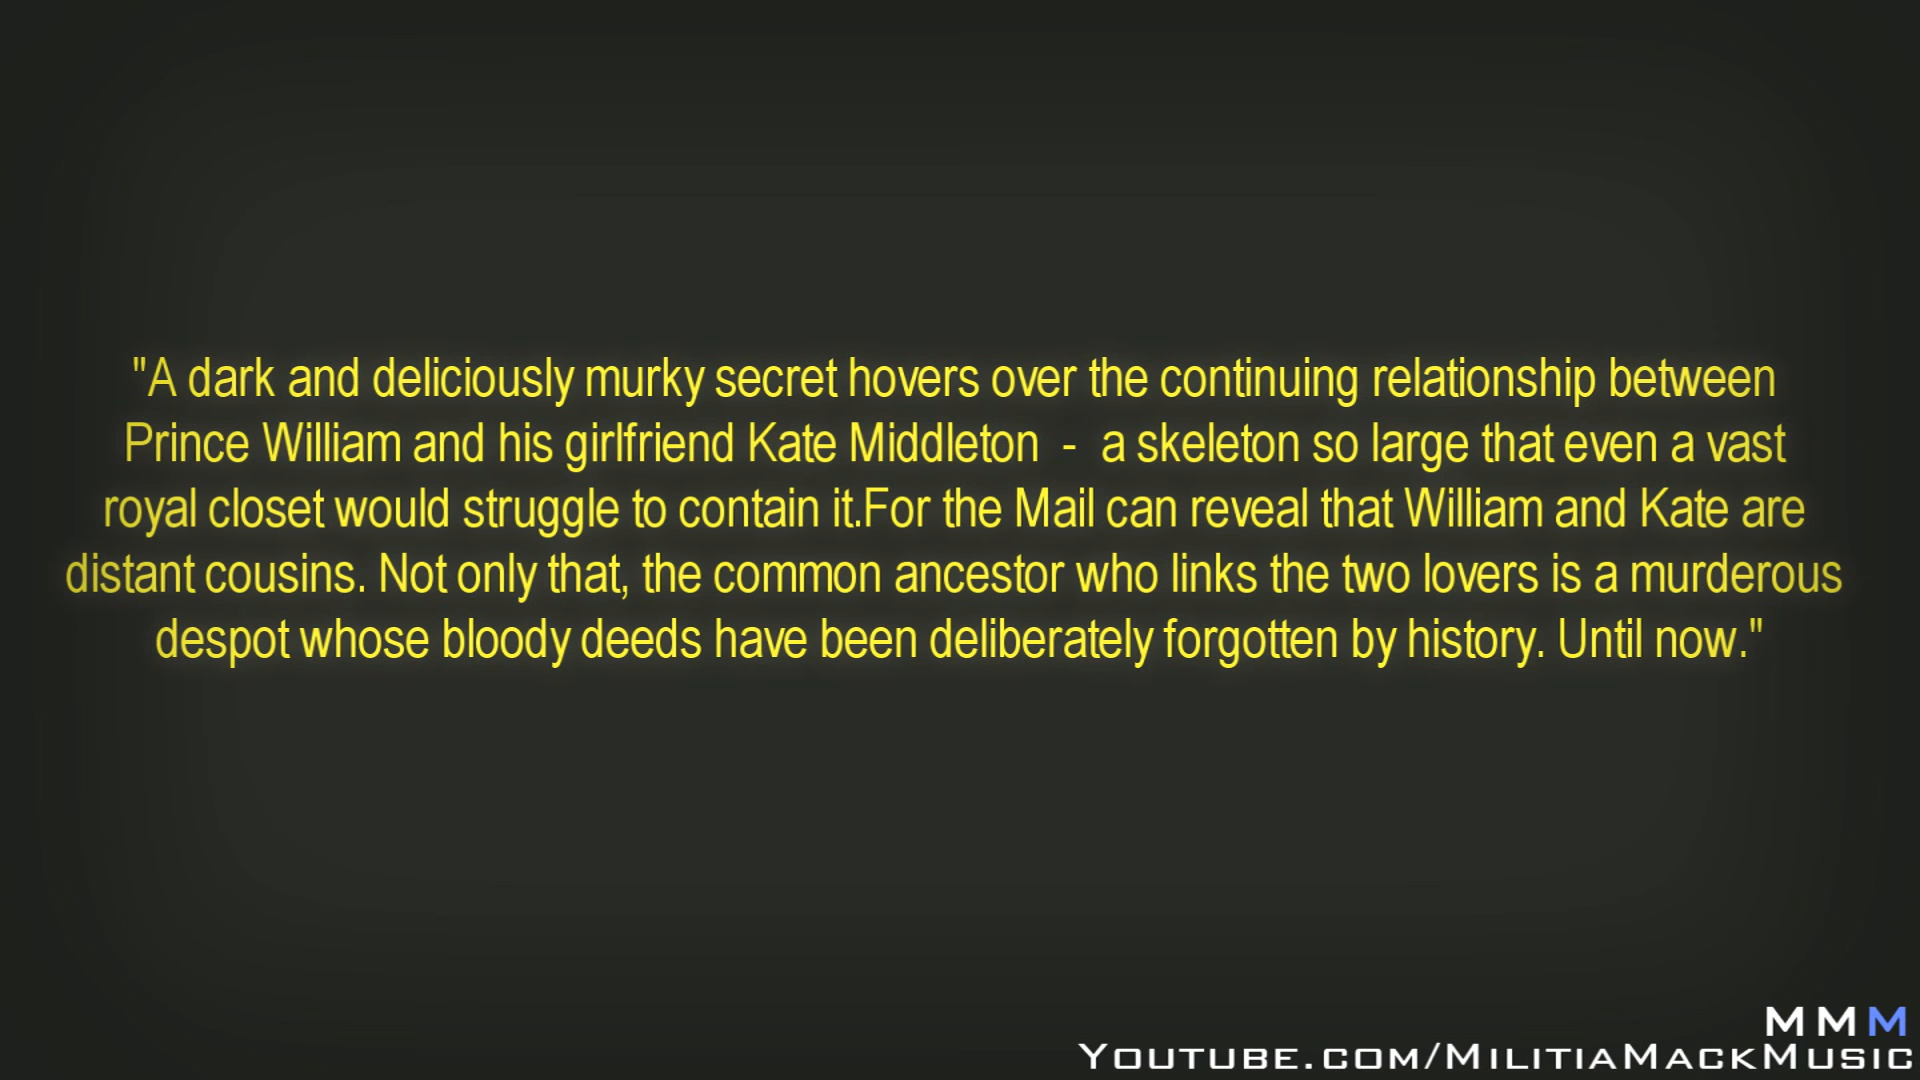 "A dark and deliciously murky secret hovers over the continuing relationship between
Prince William and his girlfriend Kate Middleton  -  a skeleton so large that even a vast
royal closet would struggle to contain it.For the Mail can reveal that William and Kate are
distant cousins. Not only that, the common ancestor who links the two lovers is a murderous
despot whose bloody deeds have been deliberately forgotten by history. Until now."
MMM
Youtube.com/MilitiaMackMusic